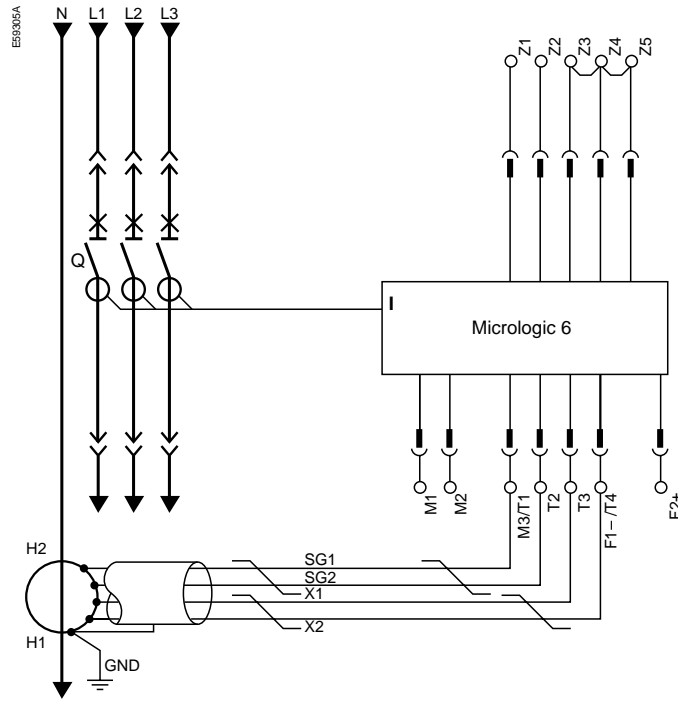 E59305A
N L1 L2 L3
Z1 Z2 Z3 Z4 Z5
Q
I
Micrologic 6
M1 M2 M3/T1 T2 T3 F1– /T4 F2+
H2
SG1
SG2
X1
X2
H1
GND